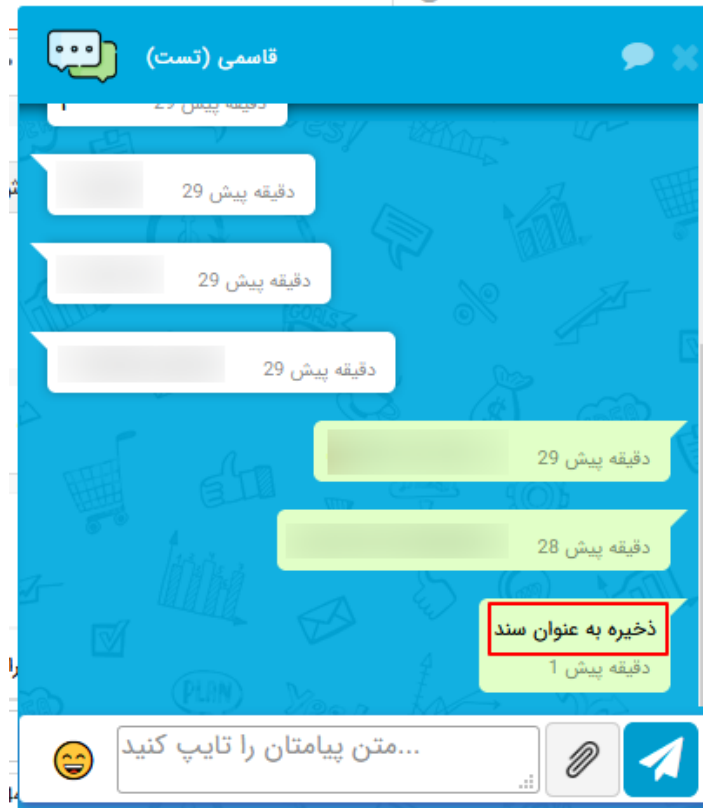 قاسمی (تست)
دقیقه پیش 29
دقیقه پیش 29
دقیقه پیش 29
دقیقه پیش 29
دقیقه پیش 29
دقیقه پیش 28
ذخیره به عنوان سند
دقیقه پیش 1
متن پیامتان را تایپ کنید...